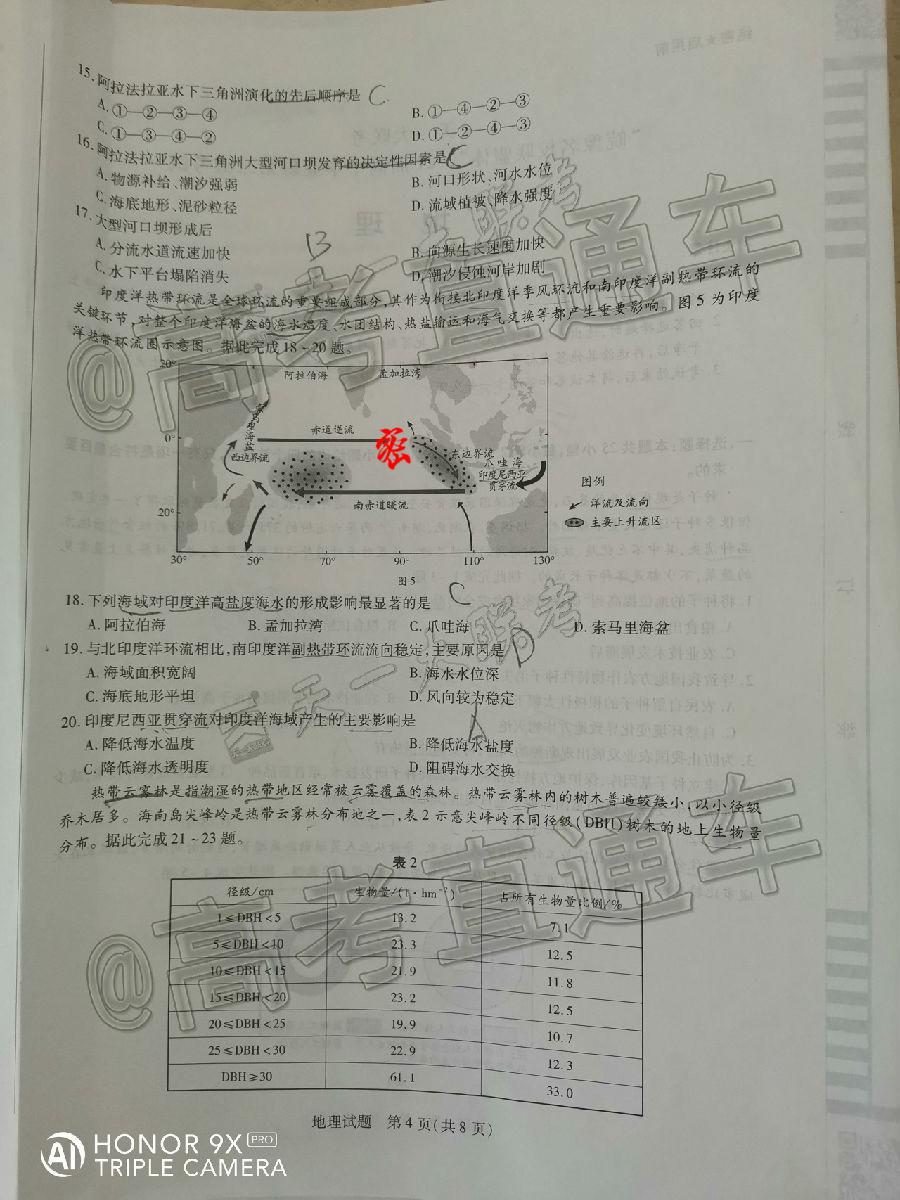 15. 阿拉法拉亚水下三角洲演化的先后顺序是 C
A. ①—②—③—④
B. ①—④—②—③
C. ①—③—④—②
D. ①—②—④—③
16. 阿拉法拉亚水下三角洲大型河口坝发育的决定性因素是 C
A. 物源补给、潮汐强弱
B. 河口形状、河水水位
C. 海底地形、泥砂粒径
D. 流域植被、降水强度
17. 大型河口坝形成后 B
A. 分流水道流速加快
B. 向源生长速度加快
C. 水下平台塌陷消失
D. 潮汐侵蚀河岸加剧
印度洋热带环流是全球环流的重要组成部分,其作为衔接北印度洋季风环流和南印度洋副热带环流的
关键环节,对整个印度洋海盆的海水温度、水团结构、热盐输运和海气交换等都产生重要影响。图 5 为印度
洋热带环流圈示意图。据此完成 18~20 题。
20°
阿拉伯海
孟加拉湾
索马里海盆
0°
赤道逆流
密
西边界流
东边界流
爪哇海
印度尼西亚
贯穿流
南赤道暖流
20°
图例
洋流及流向
主要上升流区
30° 50° 70° 90° 110° 130°
图 5
18. 下列海域对印度洋高盐度海水的形成影响最显著的是 C
A. 阿拉伯海
B. 孟加拉湾
C. 爪哇海
D. 索马里海盆
19. 与北印度洋环流相比,南印度洋副热带环流流向稳定,主要原因是 D
A. 海域面积宽阔
B. 海水水位深
C. 海底地形平坦
D. 风向较为稳定
20. 印度尼西亚贯穿流对印度洋海域产生的主要影响是 A
A. 降低海水温度
B. 降低海水盐度
C. 降低海水透明度
D. 阻碍海水交换
热带云雾林是指潮湿的热带地区经常被云雾覆盖的森林。热带云雾林内的树木普遍较矮小,以小径级
乔木居多。海南岛尖峰岭是热带云雾林分布地之一,表 2 示意尖峰岭不同径级(DBH)树木的地上生物量
分布。据此完成 21~23 题。
表 2
径级/cm 生物量/(t·hm⁻²) 占所有生物量比例/%
1≤DBH<5 13.2 7.1
5≤DBH<10 23.3 12.5
10≤DBH<15 21.9 11.8
15≤DBH<20 23.2 12.5
20≤DBH<25 19.9 10.7
25≤DBH<30 22.9 12.3
DBH≥30 61.1 33.0
地理试题 第 4 页(共 8 页)
@高考直通车
天一大联考
@高考直通车
AI HONOR 9X PRO
TRIPLE CAMERA